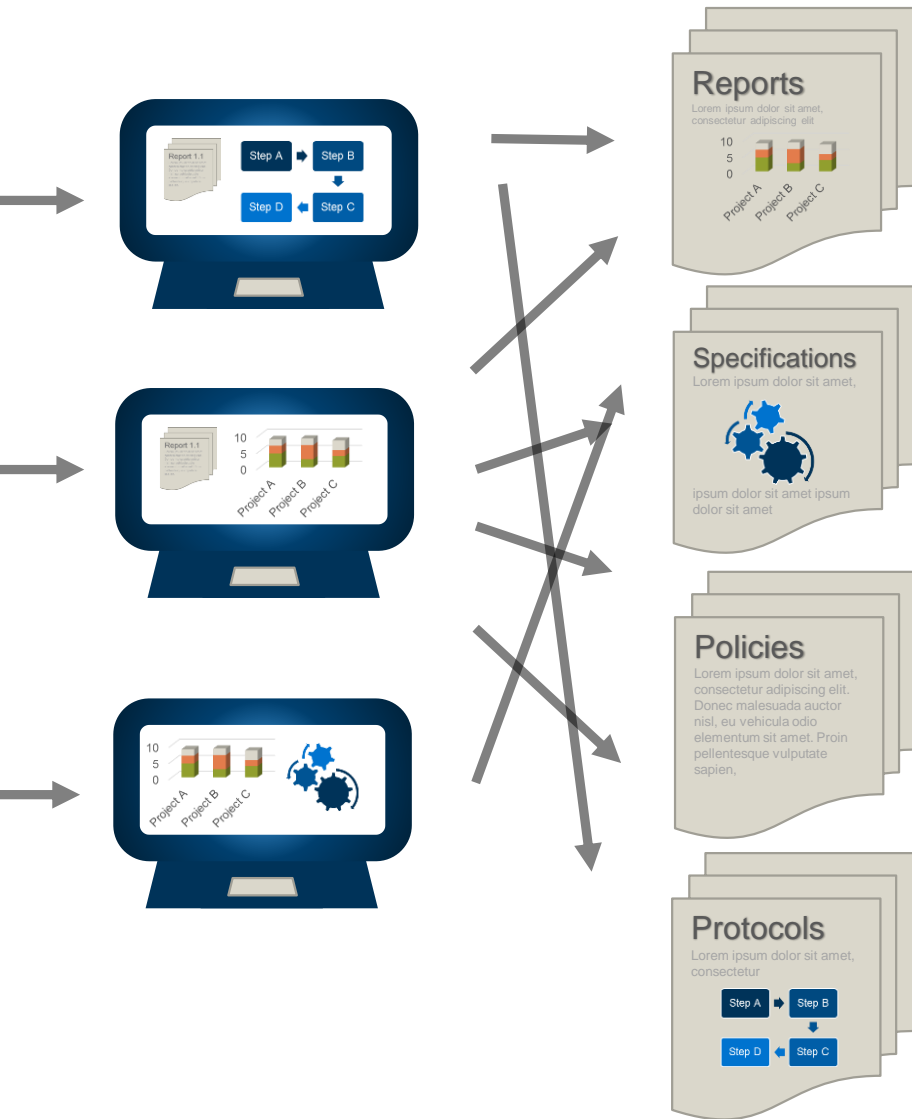 Report 1.1
Step A
Step B
Step D
Step C
Report 1.1
10
5
0
Project A
Project B
Project C
10
5
0
Project A
Project B
Project C
Reports
Lorem ipsum dolor sit amet,
consectetur adipiscing elit
10
5
0
Project A
Project B
Project C
Specifications
Lorem ipsum dolor sit amet,
ipsum dolor sit amet ipsum
dolor sit amet
Policies
Lorem ipsum dolor sit amet,
consectetur adipiscing elit.
Donec malesuada auctor
nisl, eu vehicula odio
elementum sit amet. Proin
pellentesque vulputate
sapien,
Protocols
Lorem ipsum dolor sit amet,
consectetur
Step A
Step B
Step D
Step C